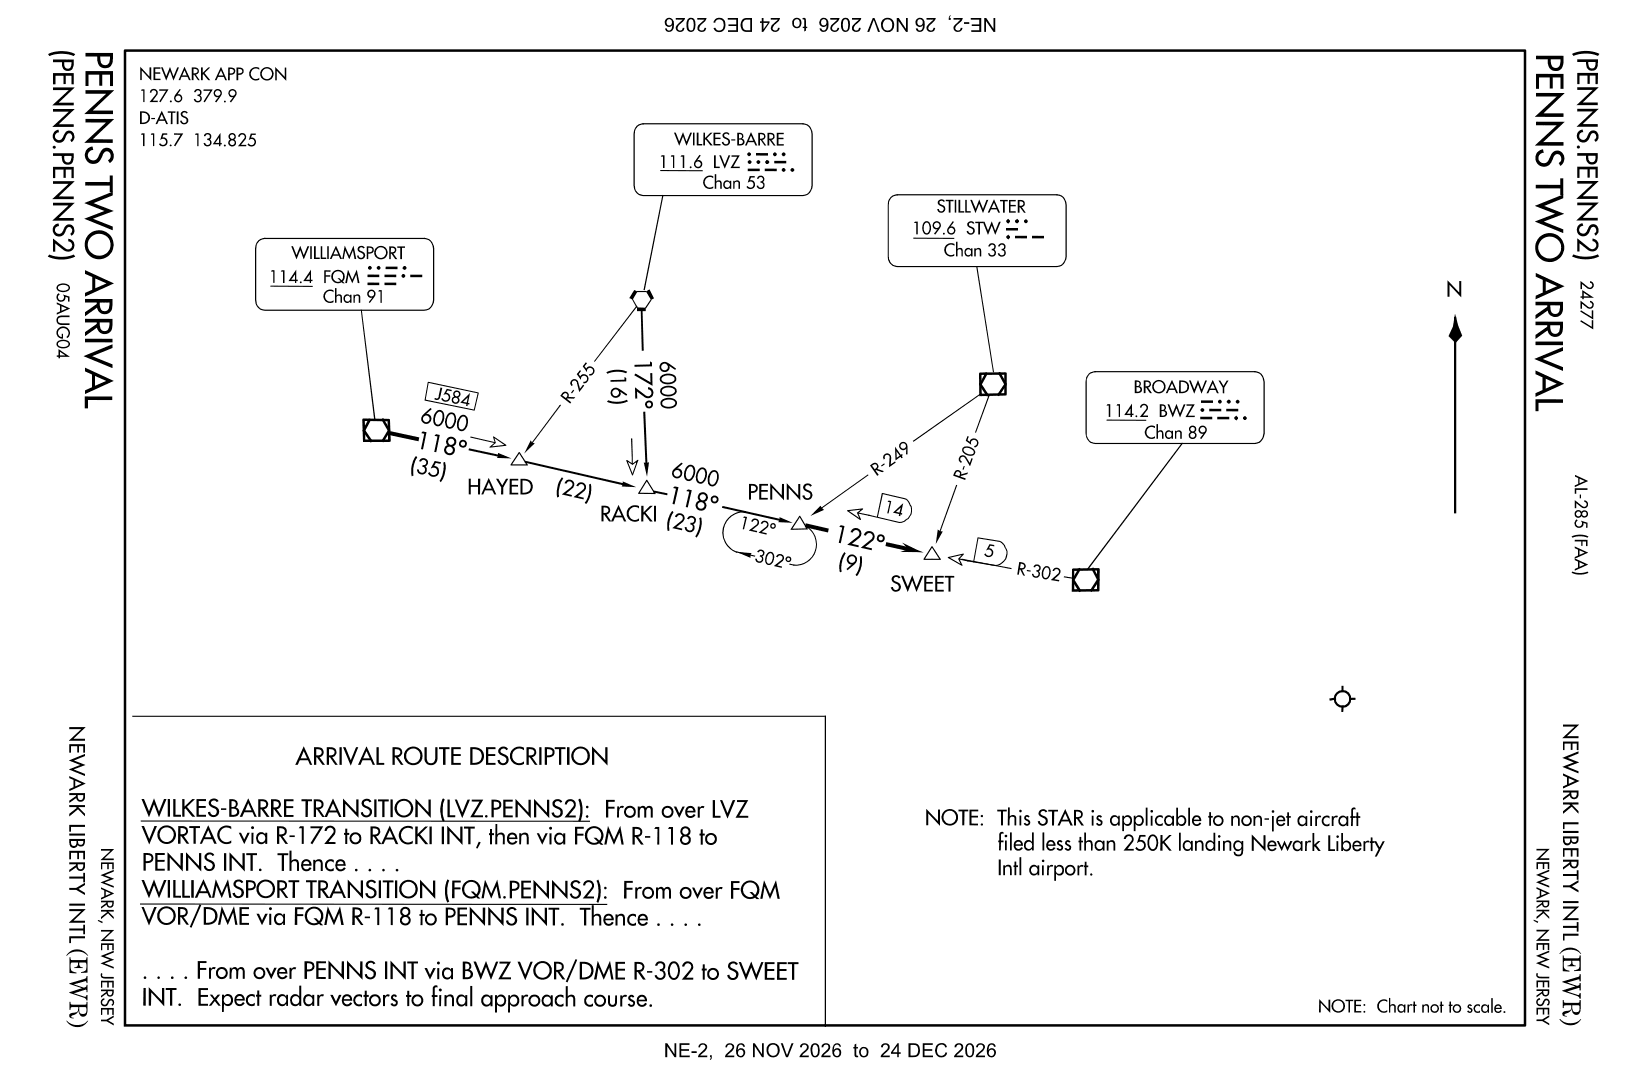 NE-2, 26 NOV 2026 to 24 DEC 2026
PENNS TWO ARRIVAL
(PENNS.PENNS2) 05AUG04
NEWARK LIBERTY INTL (EWR)
NEWARK, NEW JERSEY
(PENNS.PENNS2) 24277
PENNS TWO ARRIVAL
AL-285 (FAA)
NEWARK LIBERTY INTL (EWR)
NEWARK, NEW JERSEY
NEWARK APP CON
127.6 379.9
D-ATIS
115.7 134.825
WILKES-BARRE
111.6 LVZ
Chan 53
STILLWATER
109.6 STW
Chan 33
WILLIAMSPORT
114.4 FQM
Chan 91
BROADWAY
114.2 BWZ
Chan 89
N
J584
6000
118°
(35)
R-255
6000
172°
(16)
HAYED
(22)
RACKI
6000
118°
(23)
PENNS
122°
302°
R-249
R-205
14
122°
(9)
SWEET
5
R-302
ARRIVAL ROUTE DESCRIPTION
WILKES-BARRE TRANSITION (LVZ.PENNS2): From over LVZ
VORTAC via R-172 to RACKI INT, then via FQM R-118 to
PENNS INT. Thence . . . .
WILLIAMSPORT TRANSITION (FQM.PENNS2): From over FQM
VOR/DME via FQM R-118 to PENNS INT. Thence . . . .
. . . . From over PENNS INT via BWZ VOR/DME R-302 to SWEET
INT. Expect radar vectors to final approach course.
NOTE: This STAR is applicable to non-jet aircraft
filed less than 250K landing Newark Liberty
Intl airport.
NOTE: Chart not to scale.
NE-2, 26 NOV 2026 to 24 DEC 2026